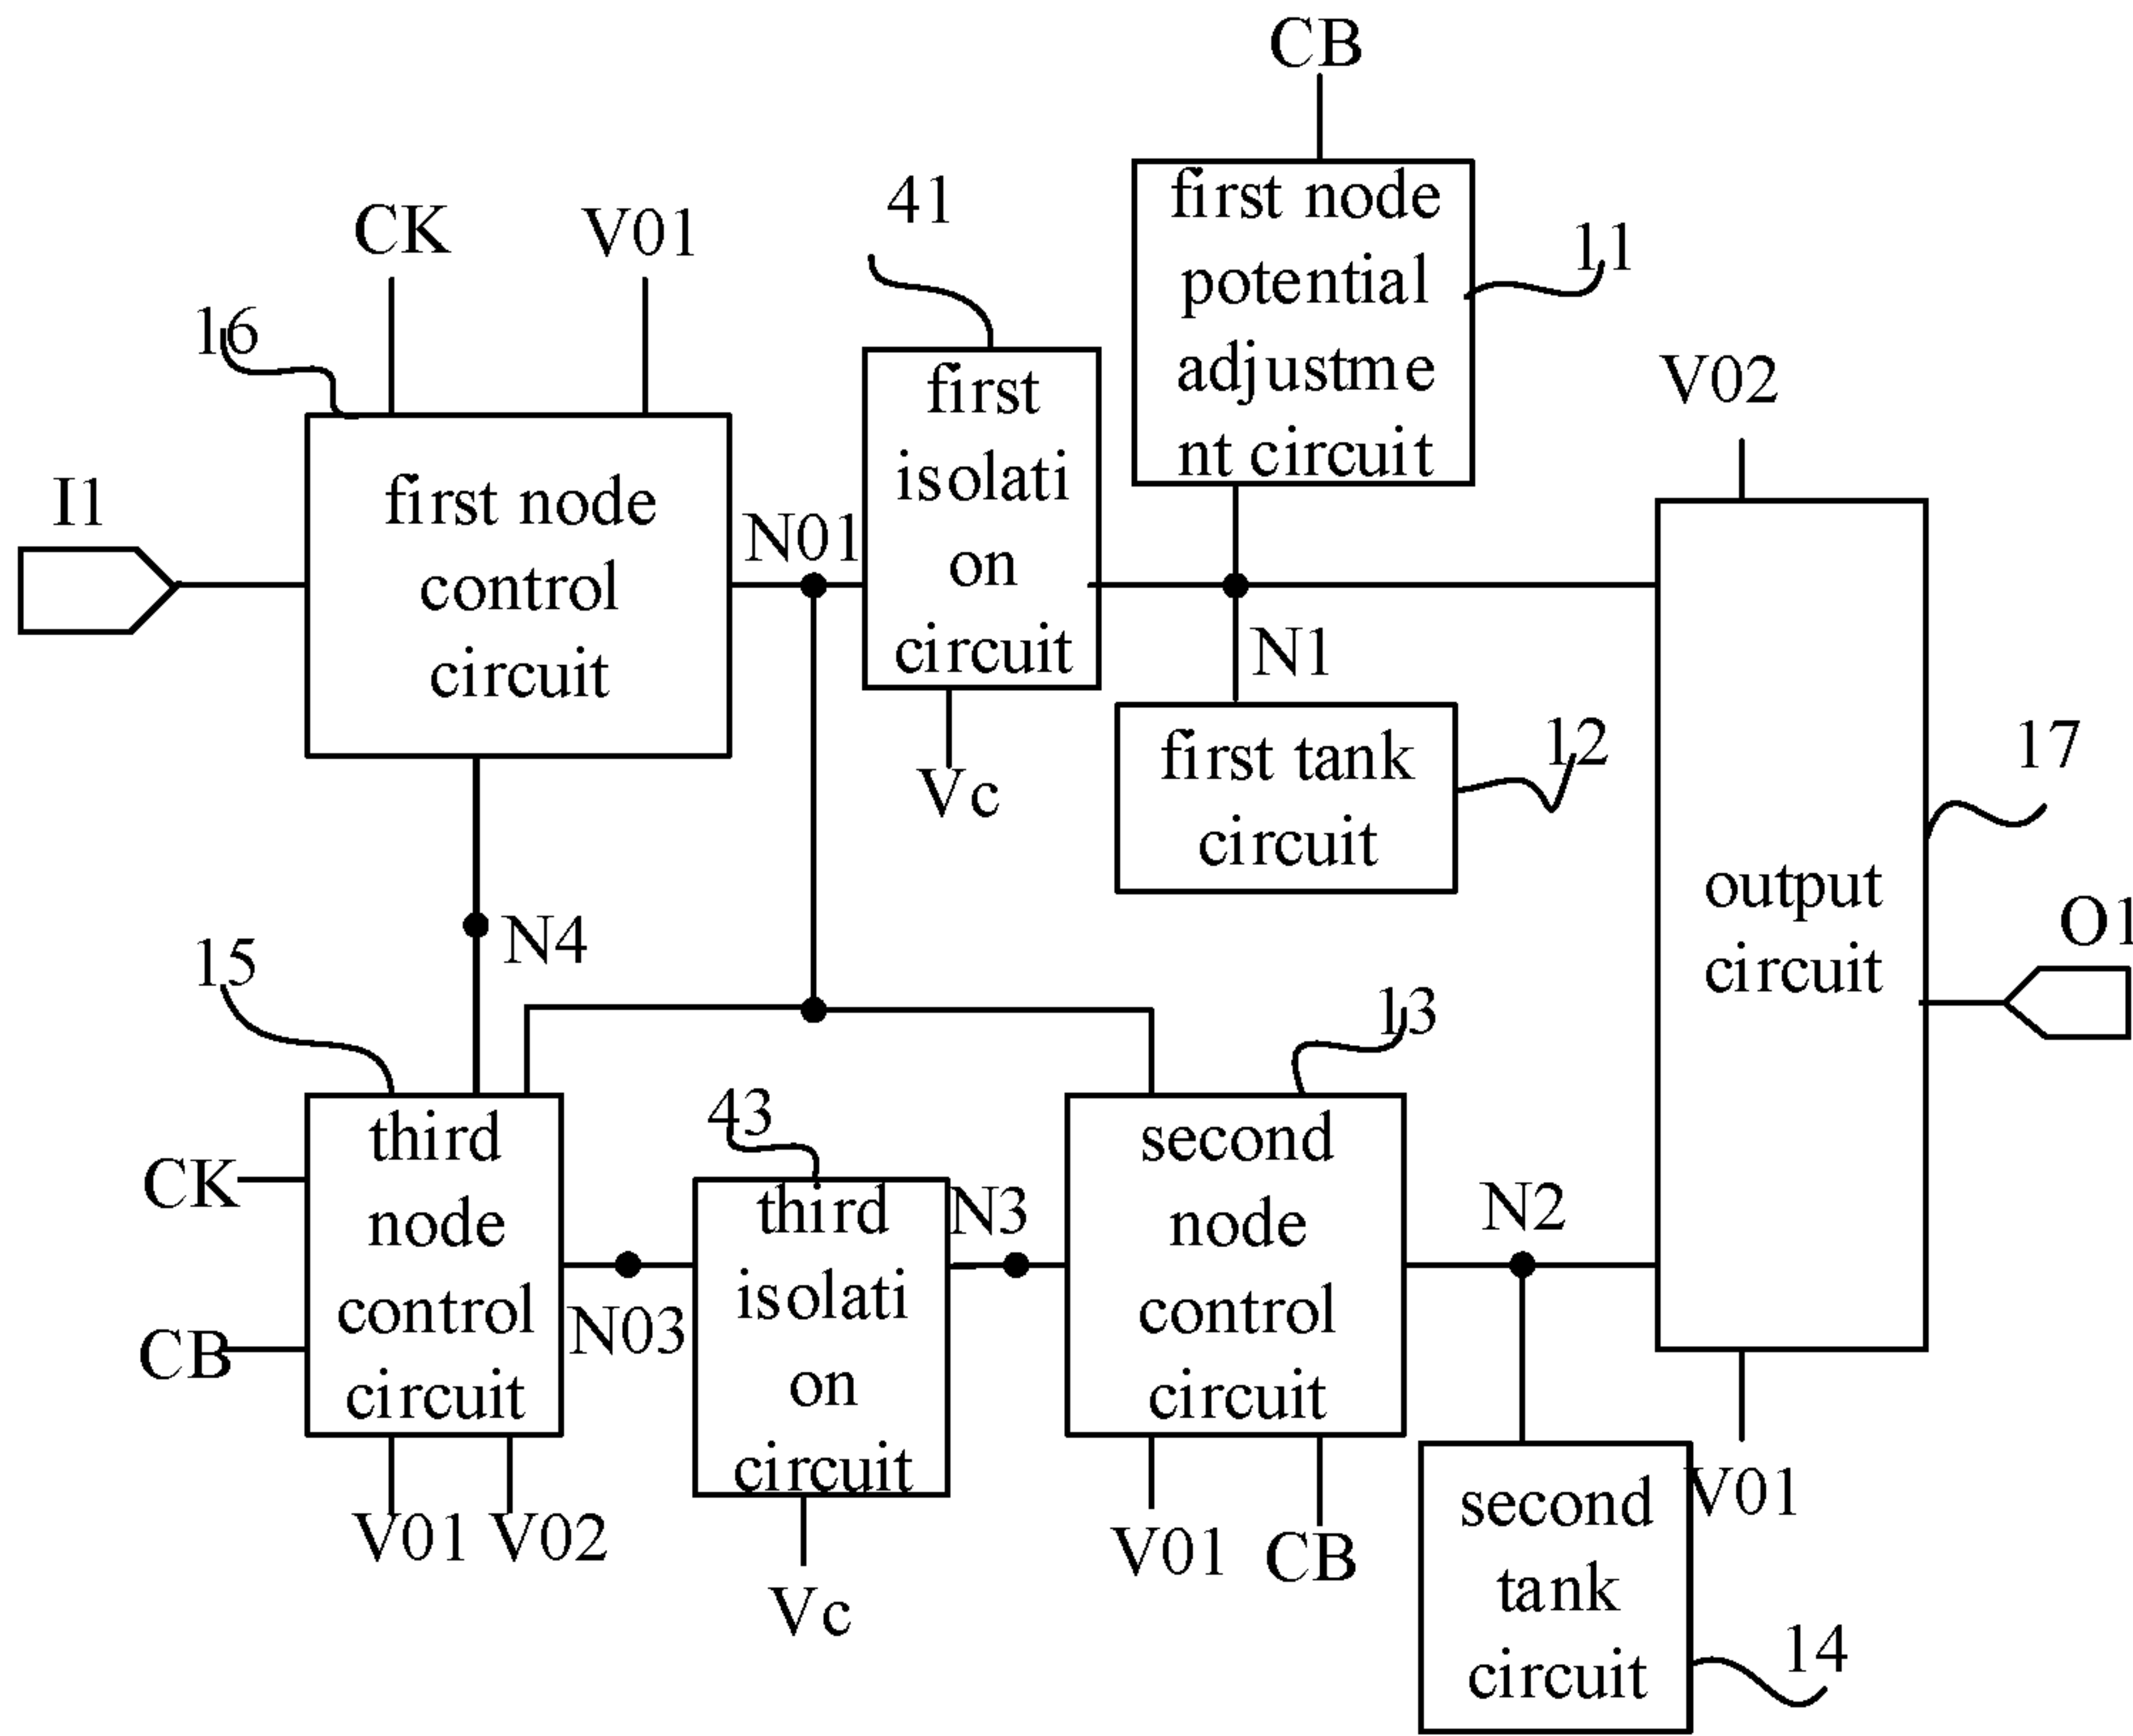 CB
first node
potential
adjustme
nt circuit
11
41
CK
V01
16
first
isolati
on
circuit
V02
I1
first node
control
circuit
N01
N1
Vc
first tank
circuit
12
17
output
circuit
O1
N4
15
13
43
third
node
control
circuit
CK
CB
N03
third
isolati
on
circuit
N3
second
node
control
circuit
N2
V01
V02
Vc
V01
CB
V01
second
tank
circuit
14